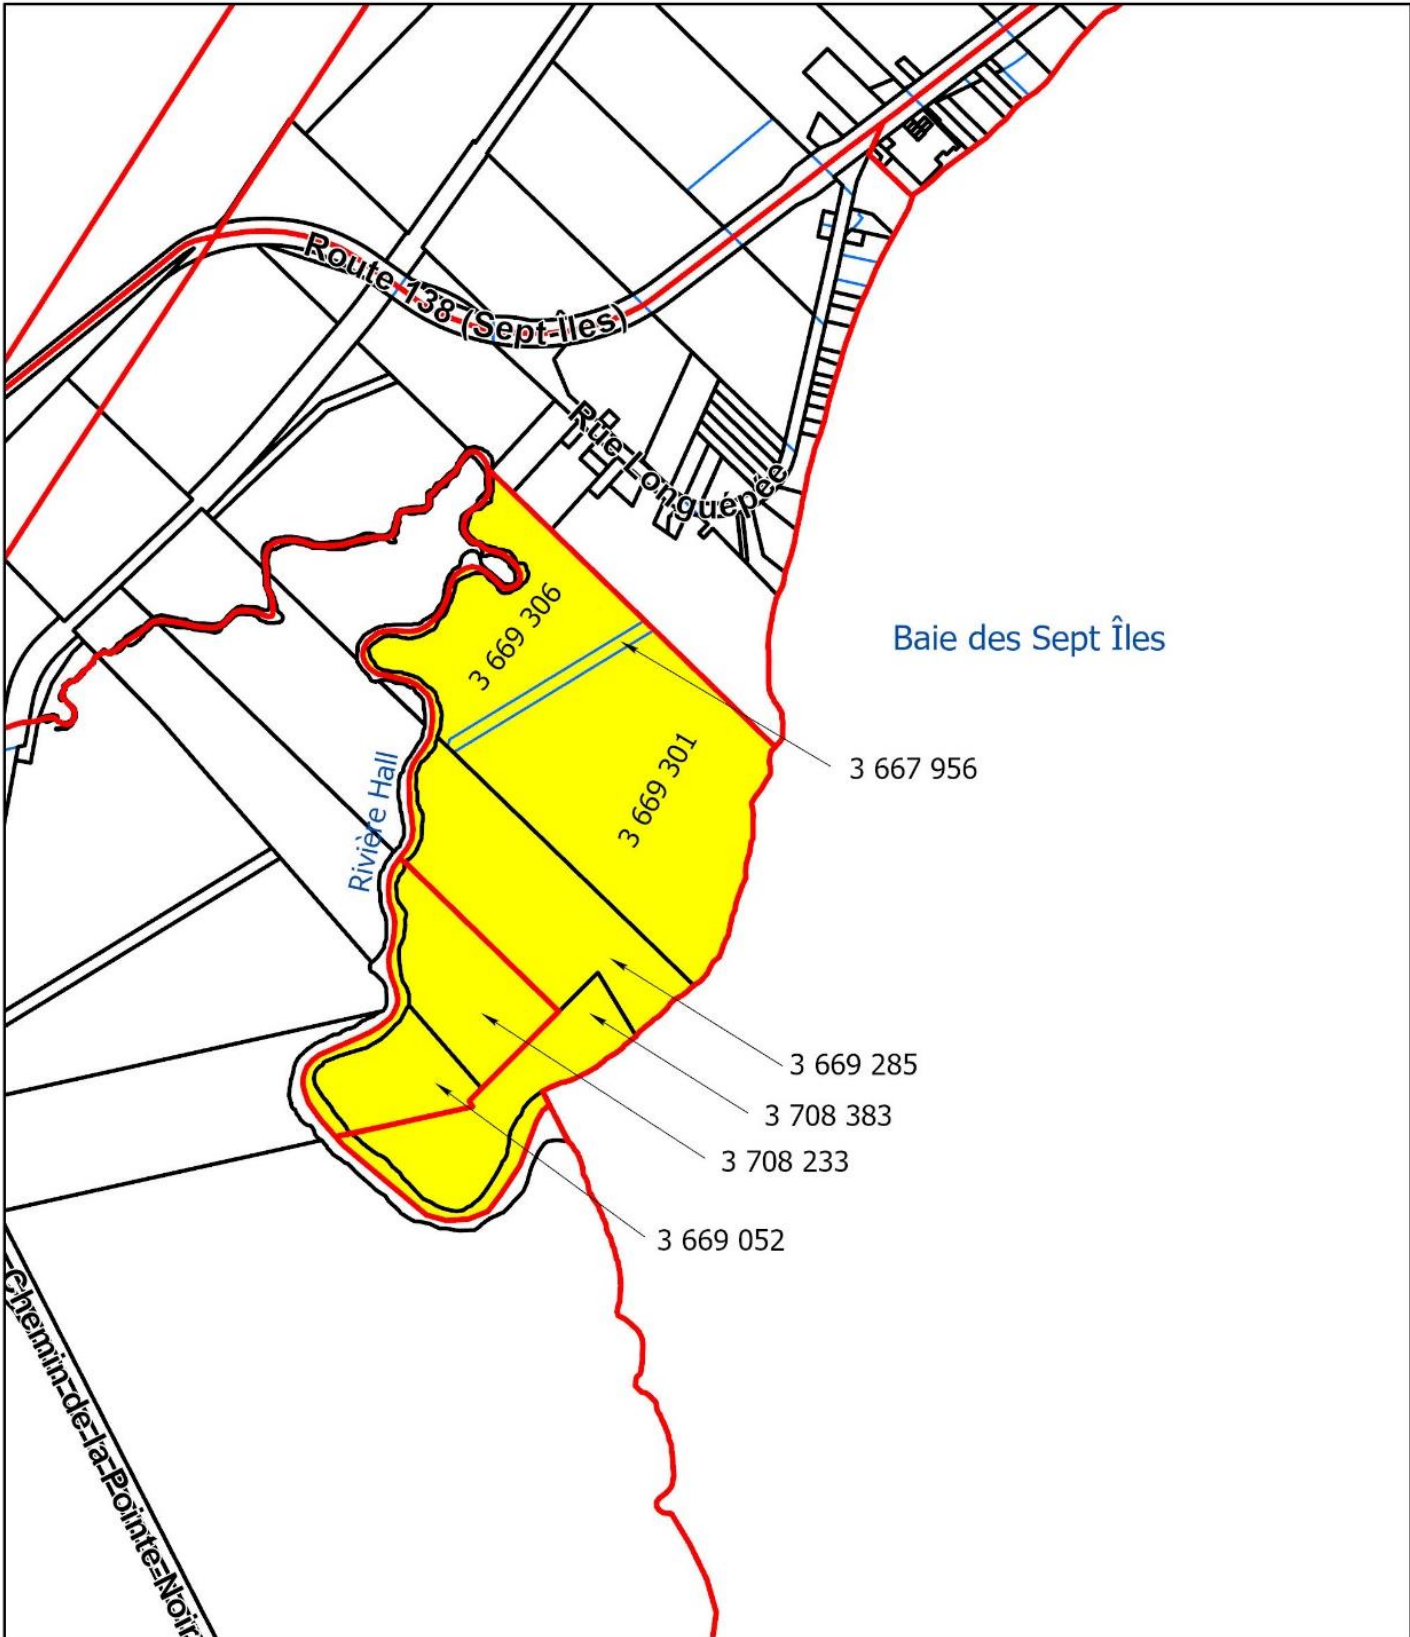 Route 138 (Sept-Îles)
Rue Longuépée
3 669 306
Baie des Sept Îles
3 669 301
3 667 956
Rivière Hall
3 669 285
3 708 383
3 708 233
3 669 052
Chemin-de-la-Pointe-Noir